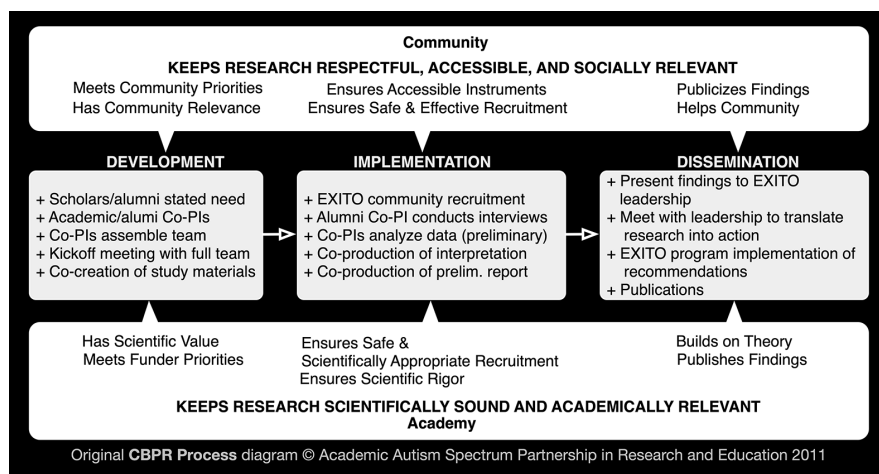 Community
KEEPS RESEARCH RESPECTFUL, ACCESSIBLE, AND SOCIALLY RELEVANT
Meets Community Priorities
Has Community Relevance
Ensures Accessible Instruments
Ensures Safe & Effective Recruitment
Publicizes Findings
Helps Community
DEVELOPMENT
+ Scholars/alumni stated need
+ Academic/alumi Co-PIs
+ Co-PIs assemble team
+ Kickoff meeting with full team
+ Co-creation of study materials
IMPLEMENTATION
+ EXITO community recruitment
+ Alumni Co-PI conducts interviews
+ Co-PIs analyze data (preliminary)
+ Co-production of interpretation
+ Co-production of prelim. report
DISSEMINATION
+ Present findings to EXITO
leadership
+ Meet with leadership to translate
research into action
+ EXITO program implementation of
recommendations
+ Publications
Has Scientific Value
Meets Funder Priorities
Ensures Safe &
Scientifically Appropriate Recruitment
Ensures Scientific Rigor
Builds on Theory
Publishes Findings
KEEPS RESEARCH SCIENTIFICALLY SOUND AND ACADEMICALLY RELEVANT
Academy
Original CBPR Process diagram © Academic Autism Spectrum Partnership in Research and Education 2011